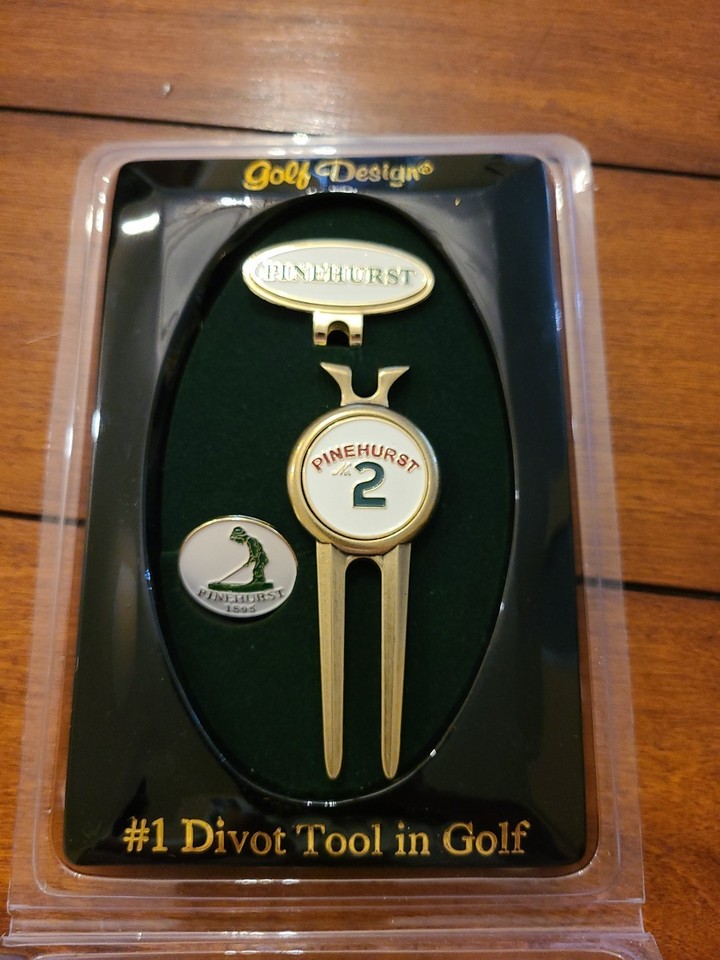 Golf Design®
PINEHURST
PINEHURST
No. 2
PINEHURST
1895
#1 Divot Tool in Golf